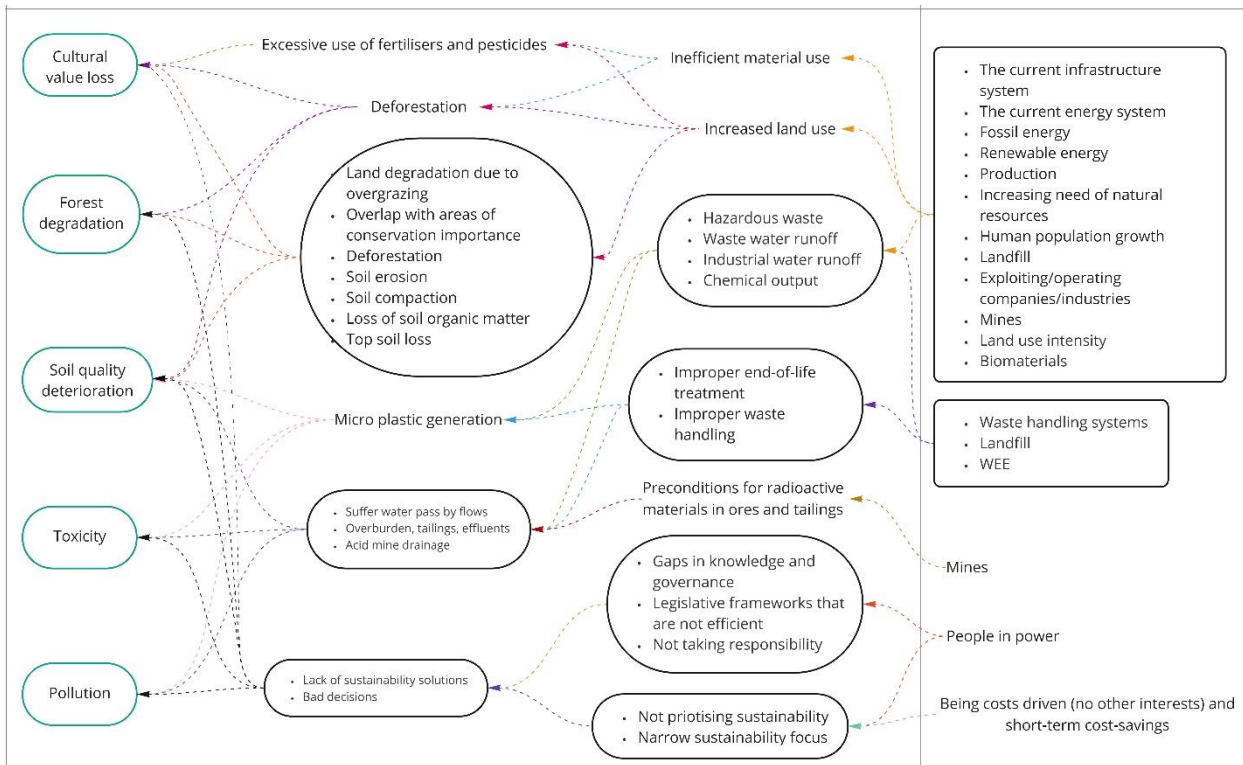 Cultural
value loss
Forest
degradation
Soil quality
deterioration
Toxicity
Pollution
Excessive use of fertilisers and pesticides
Deforestation
• Land degradation due to
overgrazing
• Overlap with areas of
conservation importance
• Deforestation
• Soil erosion
• Soil compaction
• Loss of soil organic matter
• Top soil loss
Micro plastic generation
• Suffer water pass by flows
• Overburden, tailings, effluents
• Acid mine drainage
• Lack of sustainability solutions
• Bad decisions
Inefficient material use
Increased land use
• Hazardous waste
• Waste water runoff
• Industrial water runoff
• Chemical output
• Improper end-of-life
treatment
• Improper waste
handling
Preconditions for radioactive
materials in ores and tailings
• Gaps in knowledge and
governance
• Legislative frameworks that
are not efficient
• Not taking responsibility
• Not priotising sustainability
• Narrow sustainability focus
• The current infrastructure
system
• The current energy system
• Fossil energy
• Renewable energy
• Production
• Increasing need of natural
resources
• Human population growth
• Landfill
• Exploiting/operating
companies/industries
• Mines
• Land use intensity
• Biomaterials
• Waste handling systems
• Landfill
• WEE
Mines
People in power
Being costs driven (no other interests) and
short-term cost-savings